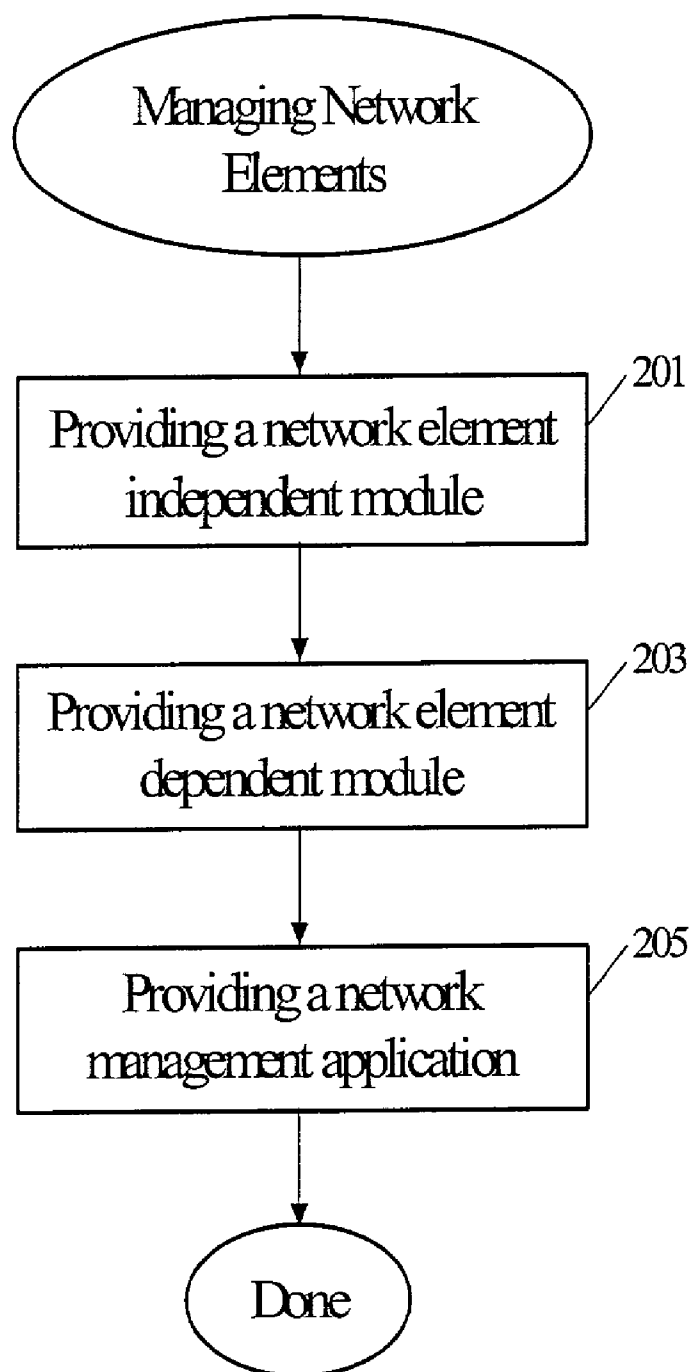 Managing Network
Elements
201
Providing a network element
independent module
203
Providing a network element
dependent module
205
Providing a network
management application
Done